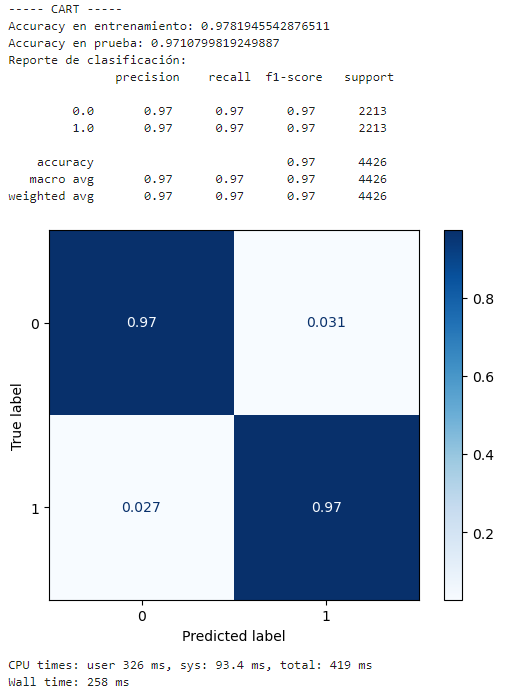 ----- CART -----
Accuracy en entrenamiento: 0.9781945542876511
Accuracy en prueba: 0.9710799819249887
Reporte de clasificación:
precision recall f1-score support
0.0 0.97 0.97 0.97 2213
1.0 0.97 0.97 0.97 2213
accuracy 0.97 4426
macro avg 0.97 0.97 0.97 4426
weighted avg 0.97 0.97 0.97 4426
0.8
0 0.97 0.031
0.6
True label
0.4
1 0.027 0.97
0.2
0 1
Predicted label
CPU times: user 326 ms, sys: 93.4 ms, total: 419 ms
Wall time: 258 ms